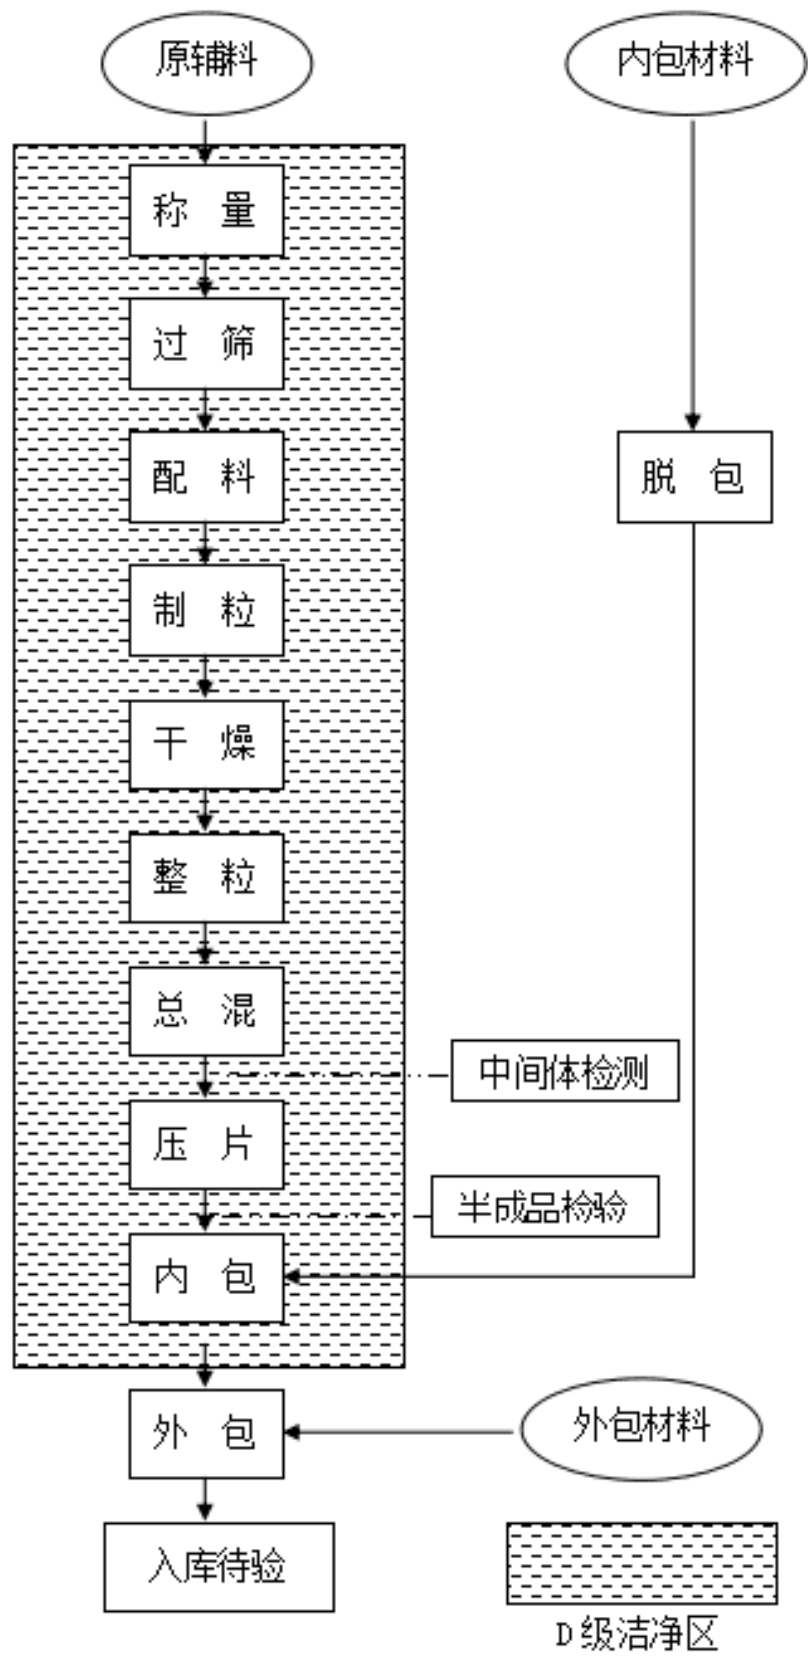 原辅料
内包材料
称 量
过 筛
配 料
脱 包
制 粒
干 燥
整 粒
总 混
中间体检测
压 片
半成品检验
内 包
外 包
外包材料
入库待验
D级洁净区